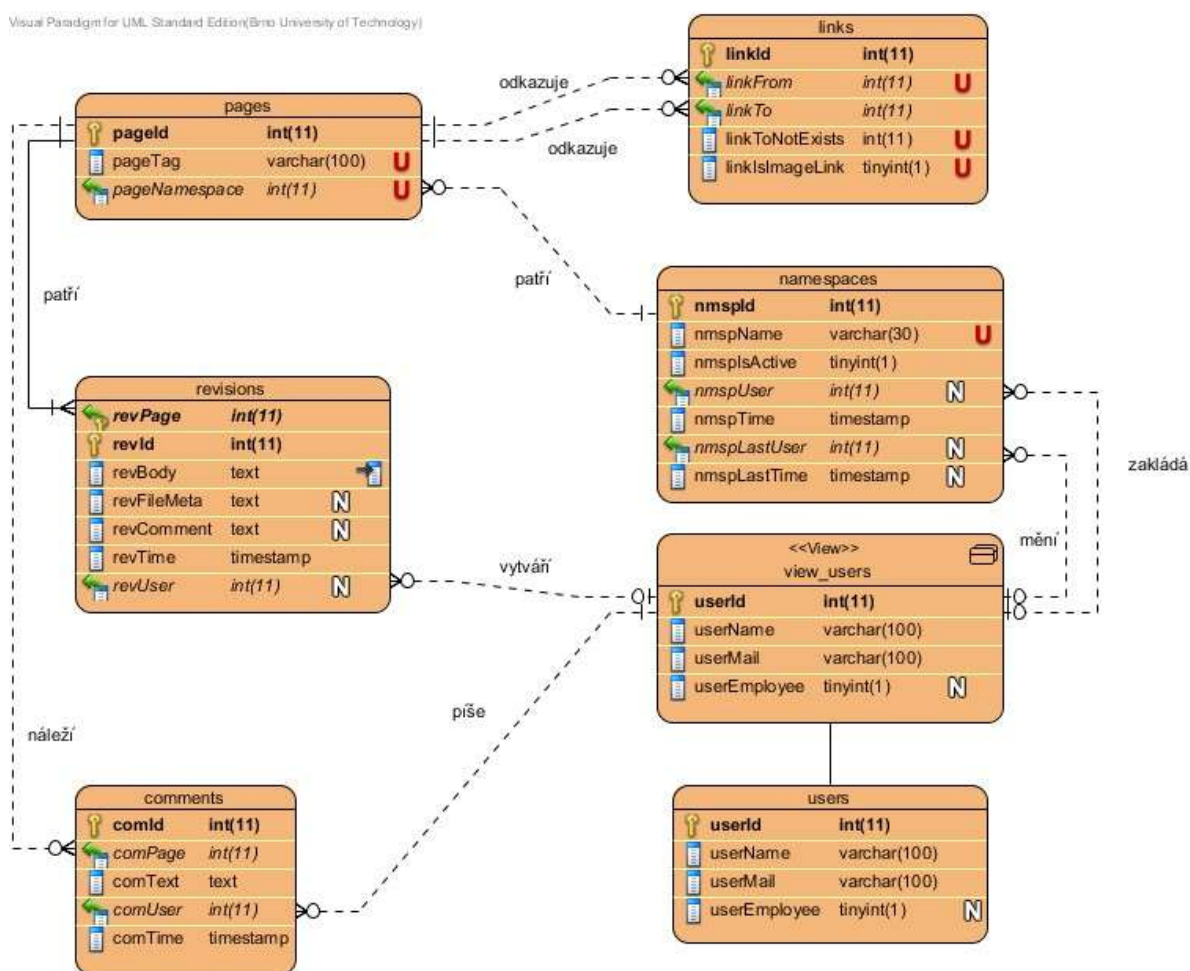 Visual Paradigm for UML Standard Edition(Brno University of Technology)
links
linkId int(11)
linkFrom int(11) U
linkTo int(11)
linkToNotExists int(11) U
linkIsImageLink tinyint(1) U
odkazuje
odkazuje
pages
pageId int(11)
pageTag varchar(100) U
pageNamespace int(11) U
patří
patří
namespaces
nmspId int(11)
nmspName varchar(30) U
nmspIsActive tinyint(1)
nmspUser int(11) N
nmspTime timestamp
nmspLastUser int(11) N
nmspLastTime timestamp N
zakládá
mění
revisions
revPage int(11)
revId int(11)
revBody text
revFileMeta text N
revComment text N
revTime timestamp
revUser int(11) N
vytváří
<<View>>
view_users
userId int(11)
userName varchar(100)
userMail varchar(100)
userEmployee tinyint(1) N
píše
náleží
comments
comId int(11)
comPage int(11)
comText text
comUser int(11)
comTime timestamp
users
userId int(11)
userName varchar(100)
userMail varchar(100)
userEmployee tinyint(1) N